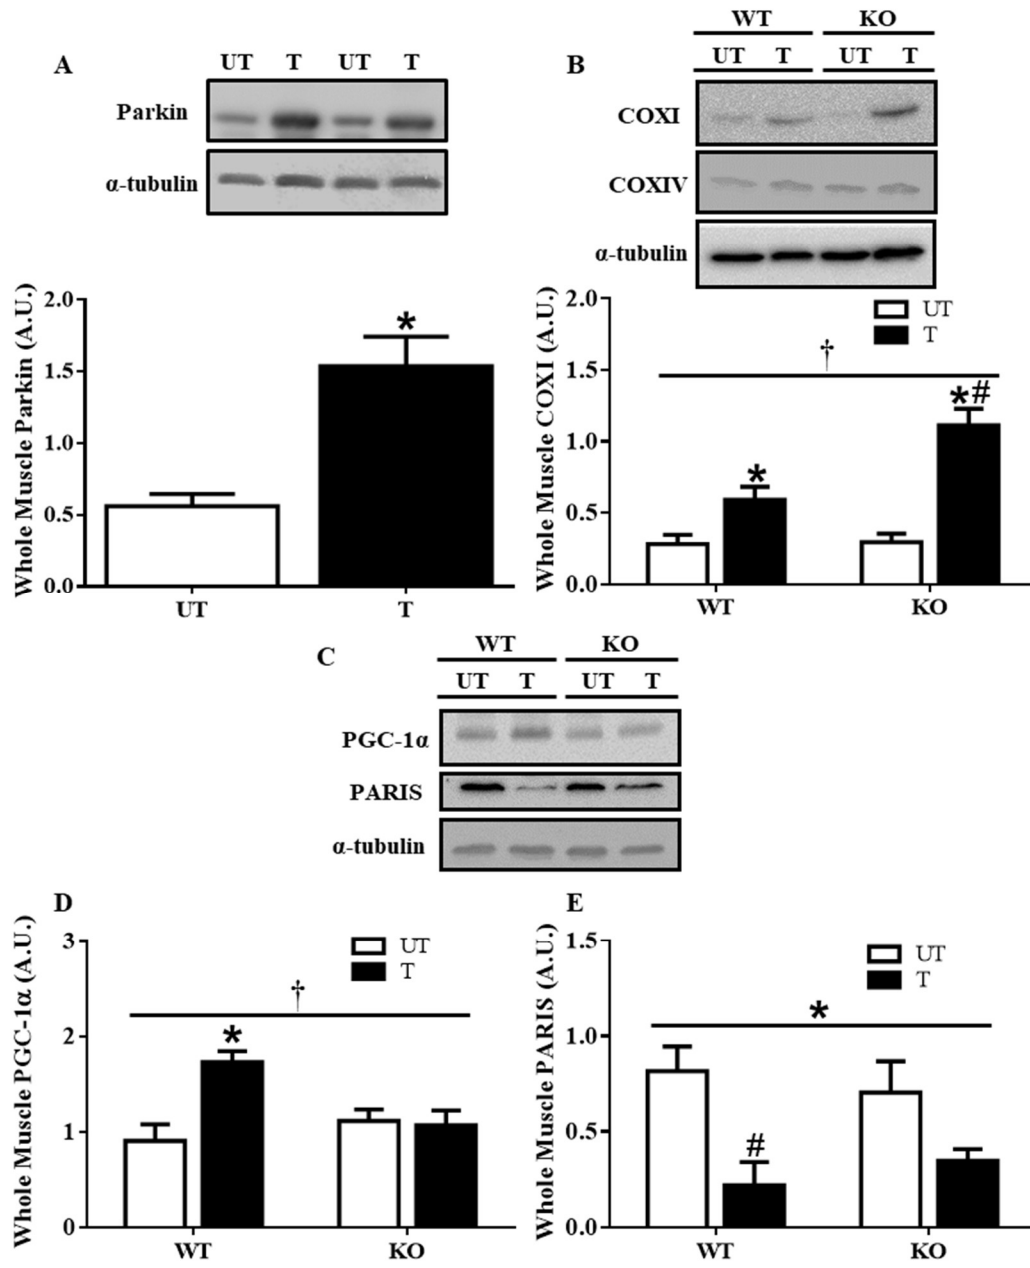 A
UT T UT T
Parkin
α-tubulin
B
WT KO
UT T UT T
COXI
COXIV
α-tubulin
Whole Muscle Parkin (A.U.)
2.0
1.5
1.0
0.5
0.0
*
UT T
Whole Muscle COXI (A.U.)
2.0
1.5
1.0
0.5
0.0
UT
T
†
*
*#
WT KO
C
WT KO
UT T UT T
PGC-1α
PARIS
α-tubulin
D
Whole Muscle PGC-1α (A.U.)
3
2
1
0
UT
T
†
*
WT KO
E
Whole Muscle PARIS (A.U.)
1.5
1.0
0.5
0.0
UT
T
*
#
WT KO